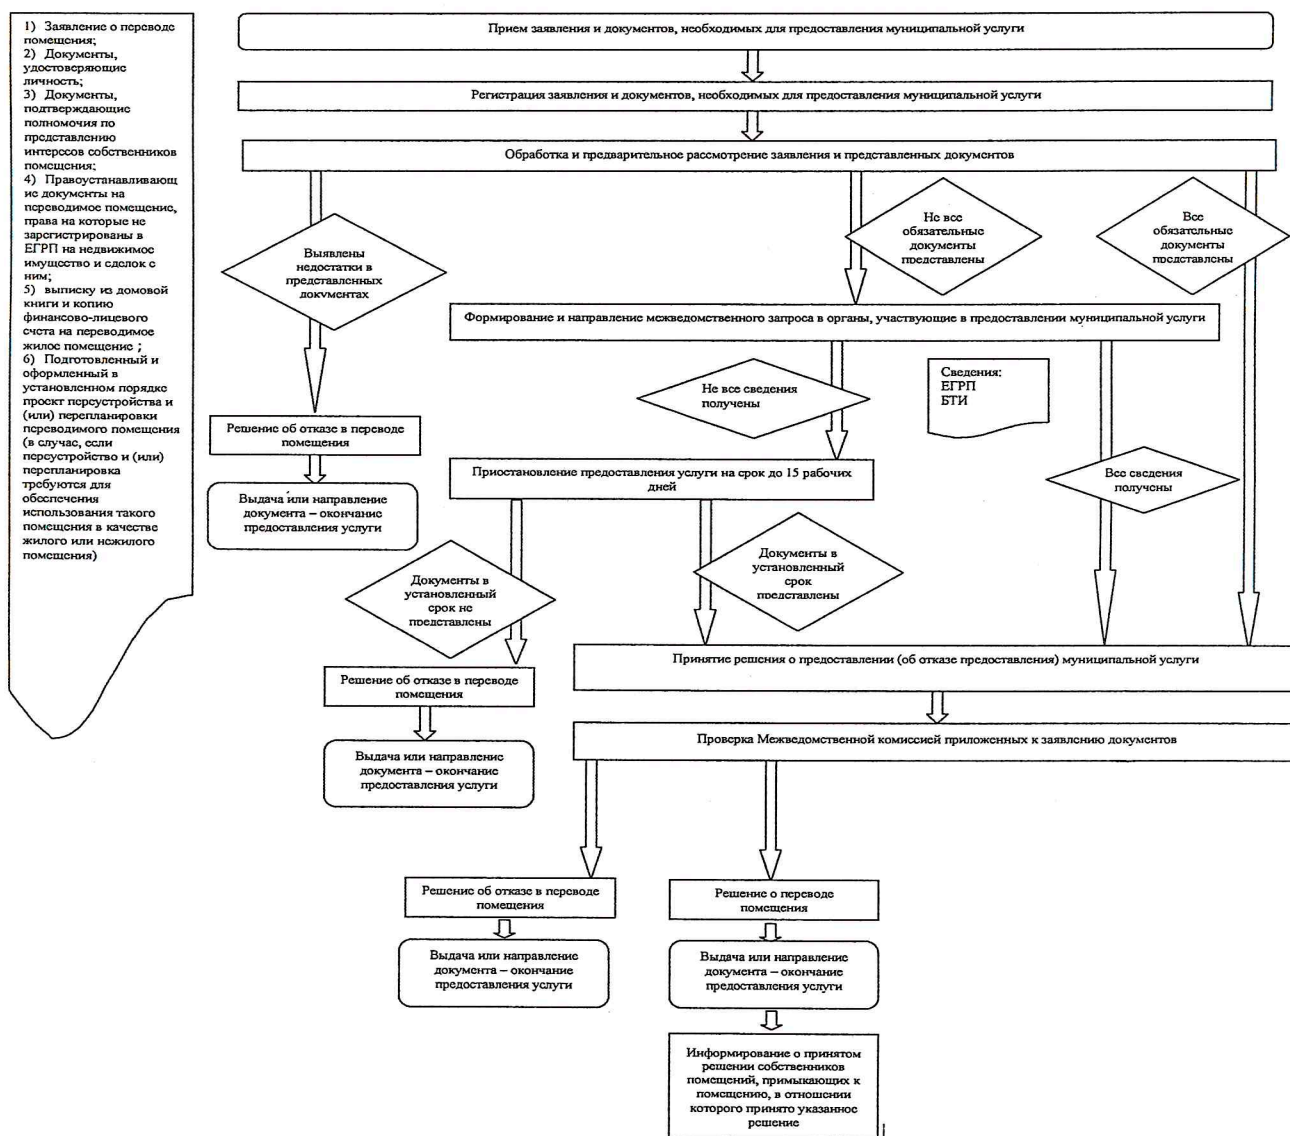 1) Заявление о переводе
помещения;
2) Документы,
удостоверяющие
личность;
3) Документы,
подтверждающие
полномочия по
представлению
интересов собственников
помещения;
4) Правоустанавливающ
ие документы на
переводимое помещение,
права на которые не
зарегистрированы в
ЕГРП на недвижимое
имущество и сделок с
ним;
5) выписку из домовой
книги и копию
финансово-лицевого
счета на переводимое
жилое помещение ;
6) Подготовленный и
оформленный в
установленном порядке
проект переустройства и
(или) перепланировки
переводимого помещения
(в случае, если
переустройство и (или)
перепланировка
требуются для
обеспечения
использования такого
помещения в качестве
жилого или нежилого
помещения)
Прием заявления и документов, необходимых для предоставления муниципальной услуги
Регистрация заявления и документов, необходимых для предоставления муниципальной услуги
Обработка и предварительное рассмотрение заявления и представленных документов
Выявлены
недостатки в
представленных
документах
Не все
обязательные
документы
представлены
Все
обязательные
документы
представлены
Формирование и направление межведомственного запроса в органы, участвующие в предоставлении муниципальной услуги
Не все сведения
получены
Сведения:
ЕГРП
БТИ
Решение об отказе в переводе
помещения
Приостановление предоставления услуги на срок до 15 рабочих
дней
Все сведения
получены
Выдача или направление
документа – окончание
предоставления услуги
Документы в
установленный
срок не
представлены
Документы в
установленный
срок
представлены
Принятие решения о предоставлении (об отказе предоставления) муниципальной услуги
Решение об отказе в переводе
помещения
Проверка Межведомственной комиссией приложенных к заявлению документов
Выдача или направление
документа – окончание
предоставления услуги
Решение об отказе в переводе
помещения
Решение о переводе
помещения
Выдача или направление
документа – окончание
предоставления услуги
Выдача или направление
документа – окончание
предоставления услуги
Информирование о принятом
решении собственников
помещений, примыкающих к
помещению, в отношении
которого принято указанное
решение